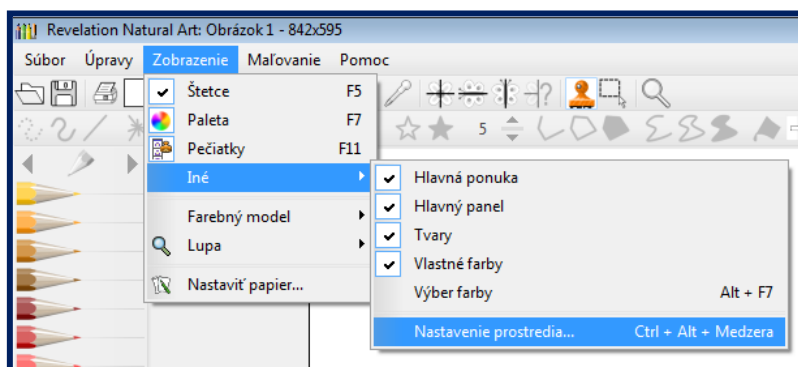 Revelation Natural Art: Obrázok 1 - 842x595
Súbor Úpravy Zobrazenie Maľovanie Pomoc
Štetce F5
Paleta F7
Pečiatky F11
Iné
Farebný model
Lupa
Nastaviť papier...
5
Hlavná ponuka
Hlavný panel
Tvary
Vlastné farby
Výber farby Alt + F7
Nastavenie prostredia... Ctrl + Alt + Medzera